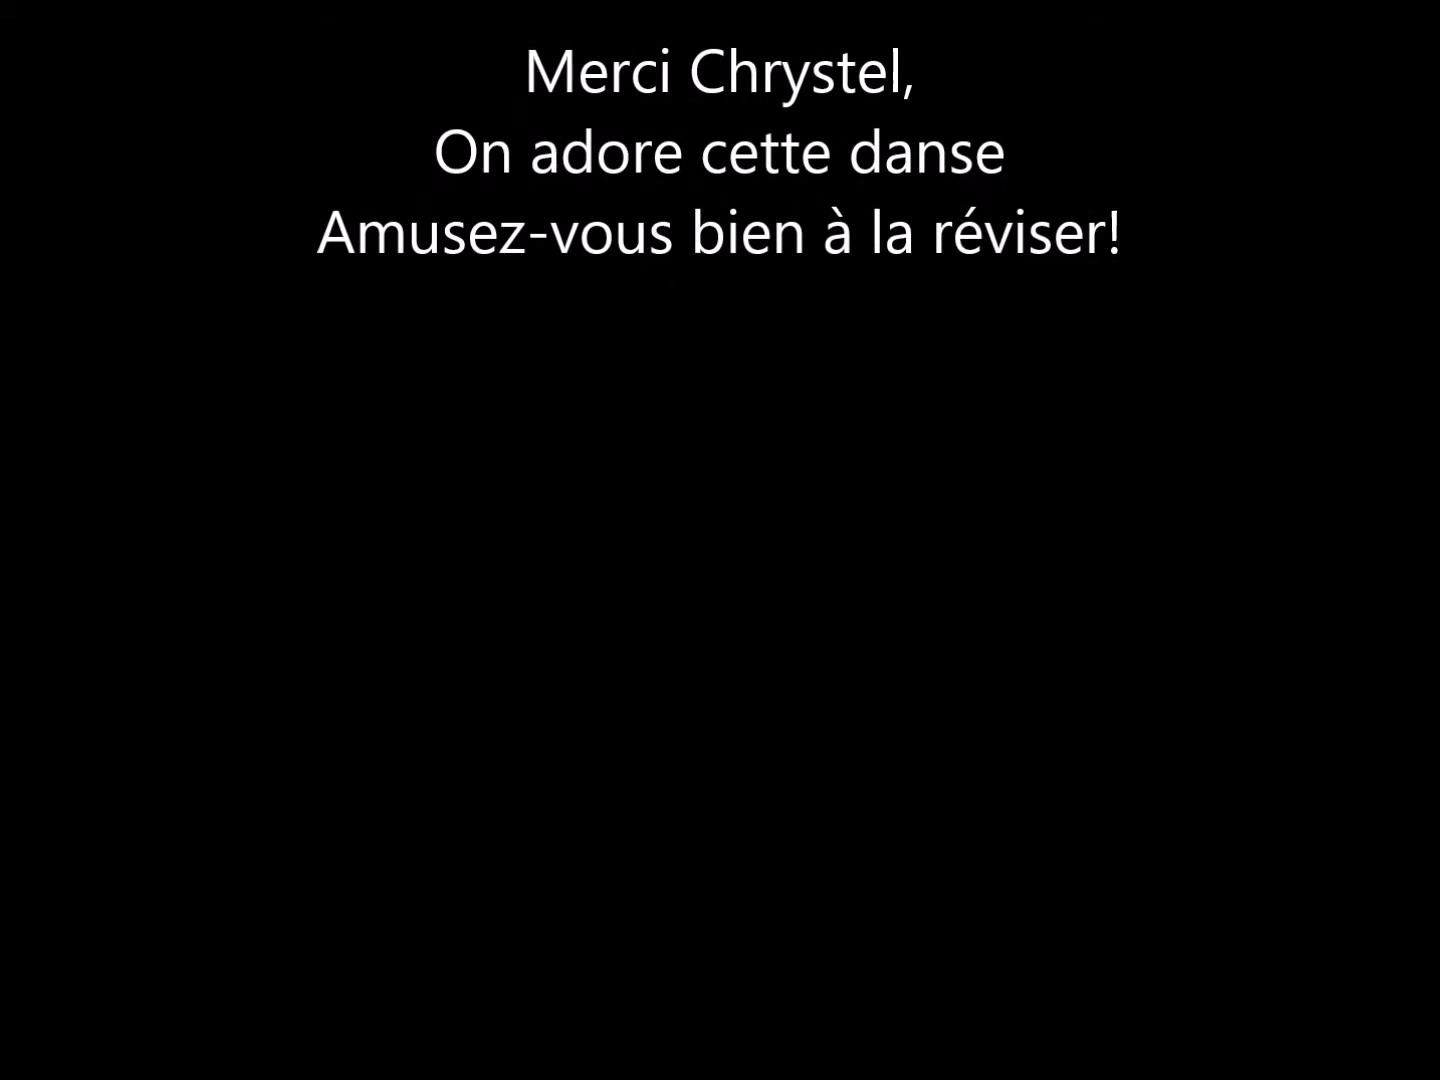 Merci Chrystel,
On adore cette danse
Amusez-vous bien à la réviser!